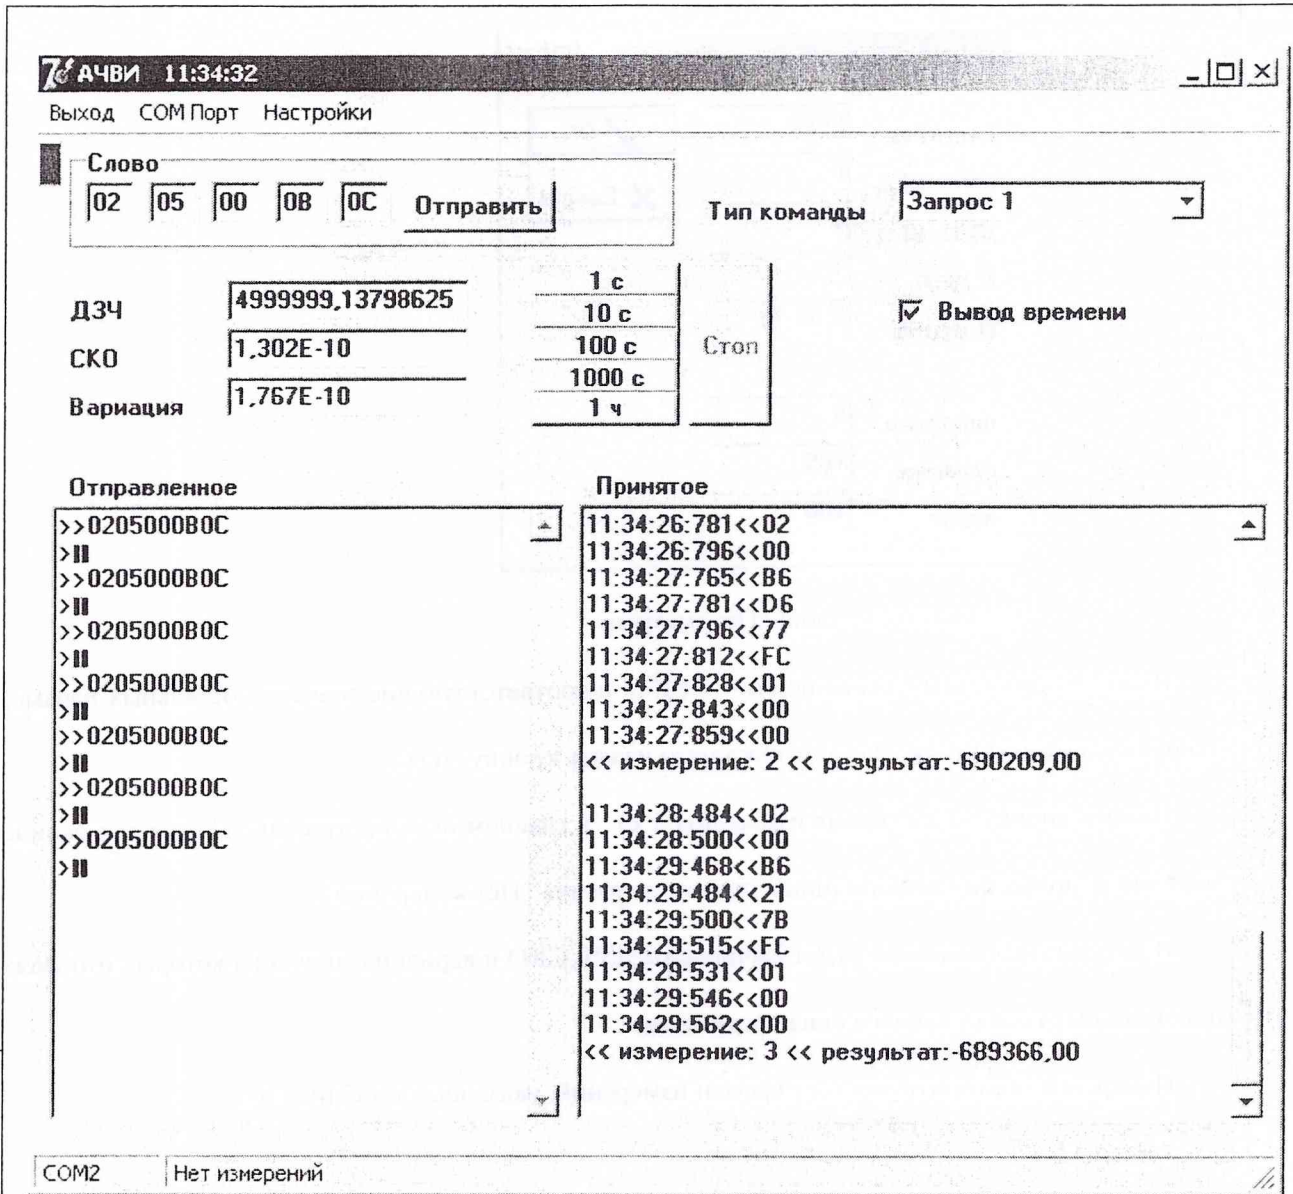 АЧВИ 11:34:32
Выход COM Порт Настройки
Слово
02 05 00 0B 0C Отправить
Тип команды Запрос 1
ДЗЧ 4999999,13798625
СКО 1,302E-10
Вариация 1,767E-10
1 с
10 с
100 с
1000 с
1 ч
Стоп
Вывод времени
Отправленное
>>0205000B0C
>||
>>0205000B0C
>||
>>0205000B0C
>||
>>0205000B0C
>||
>>0205000B0C
>||
>>0205000B0C
>||
>>0205000B0C
>||
Принятое
11:34:26:781<<02
11:34:26:796<<00
11:34:27:765<<B6
11:34:27:781<<D6
11:34:27:796<<77
11:34:27:812<<FC
11:34:27:828<<01
11:34:27:843<<00
11:34:27:859<<00
<< измерение: 2 << результат:-690209,00
11:34:28:484<<02
11:34:28:500<<00
11:34:29:468<<B6
11:34:29:484<<21
11:34:29:500<<7B
11:34:29:515<<FC
11:34:29:531<<01
11:34:29:546<<00
11:34:29:562<<00
<< измерение: 3 << результат:-689366,00
COM2 Нет измерений